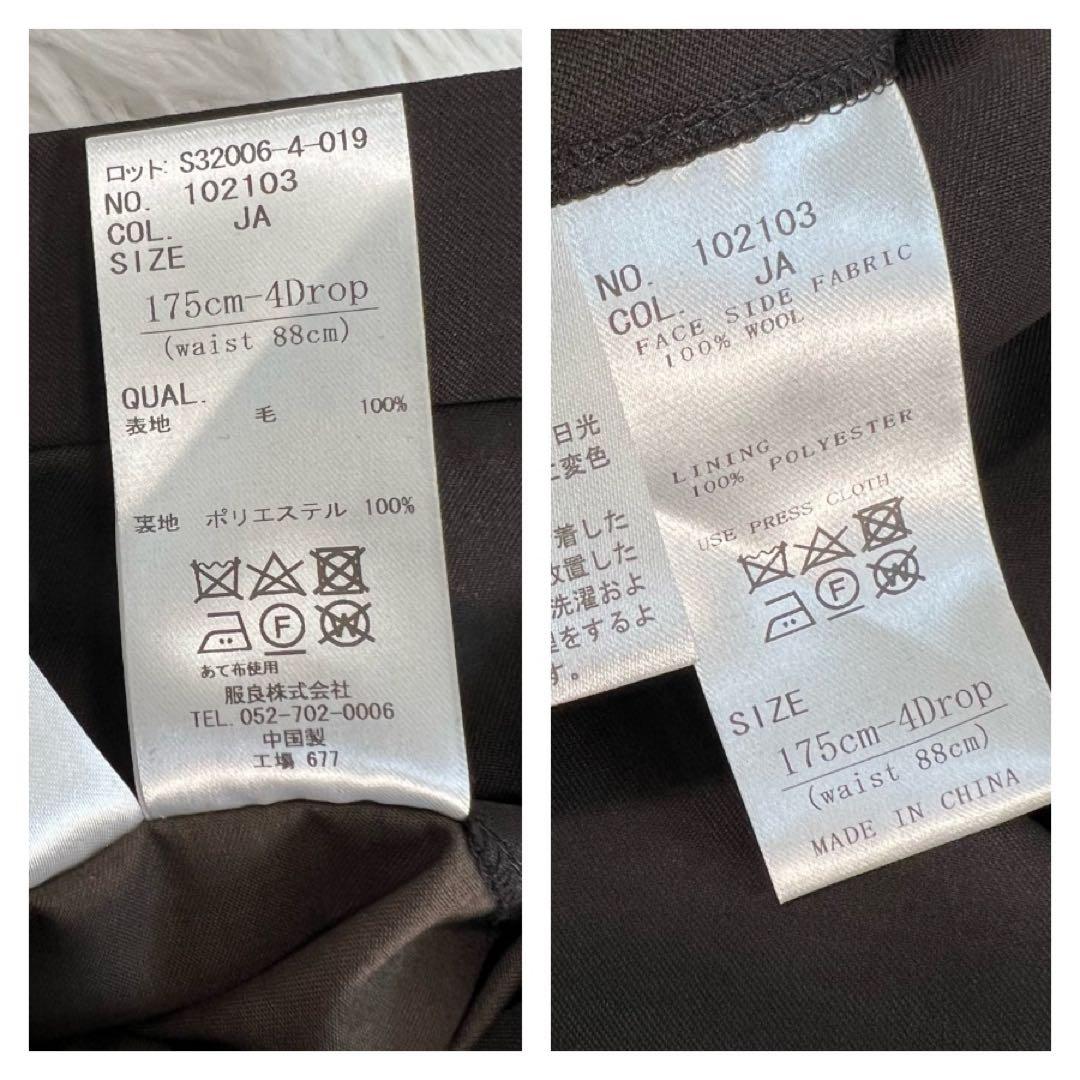 ロット: S32006-4-019
NO. 102103
COL. JA
SIZE
175cm-4Drop
(waist 88cm)
QUAL.
表地 毛 100%
裏地 ポリエステル 100%
F W
あて布使用
服良株式会社
TEL. 052-702-0006
中国製
工場 677
日光
に変色
着した
放置した
洗濯およ
をするよ
す。
NO. 102103
COL. JA
FACE SIDE FABRIC
100% WOOL
LINING
100% POLYESTER
USE PRESS CLOTH
F W
SIZE
175cm-4Drop
(waist 88cm)
MADE IN CHINA